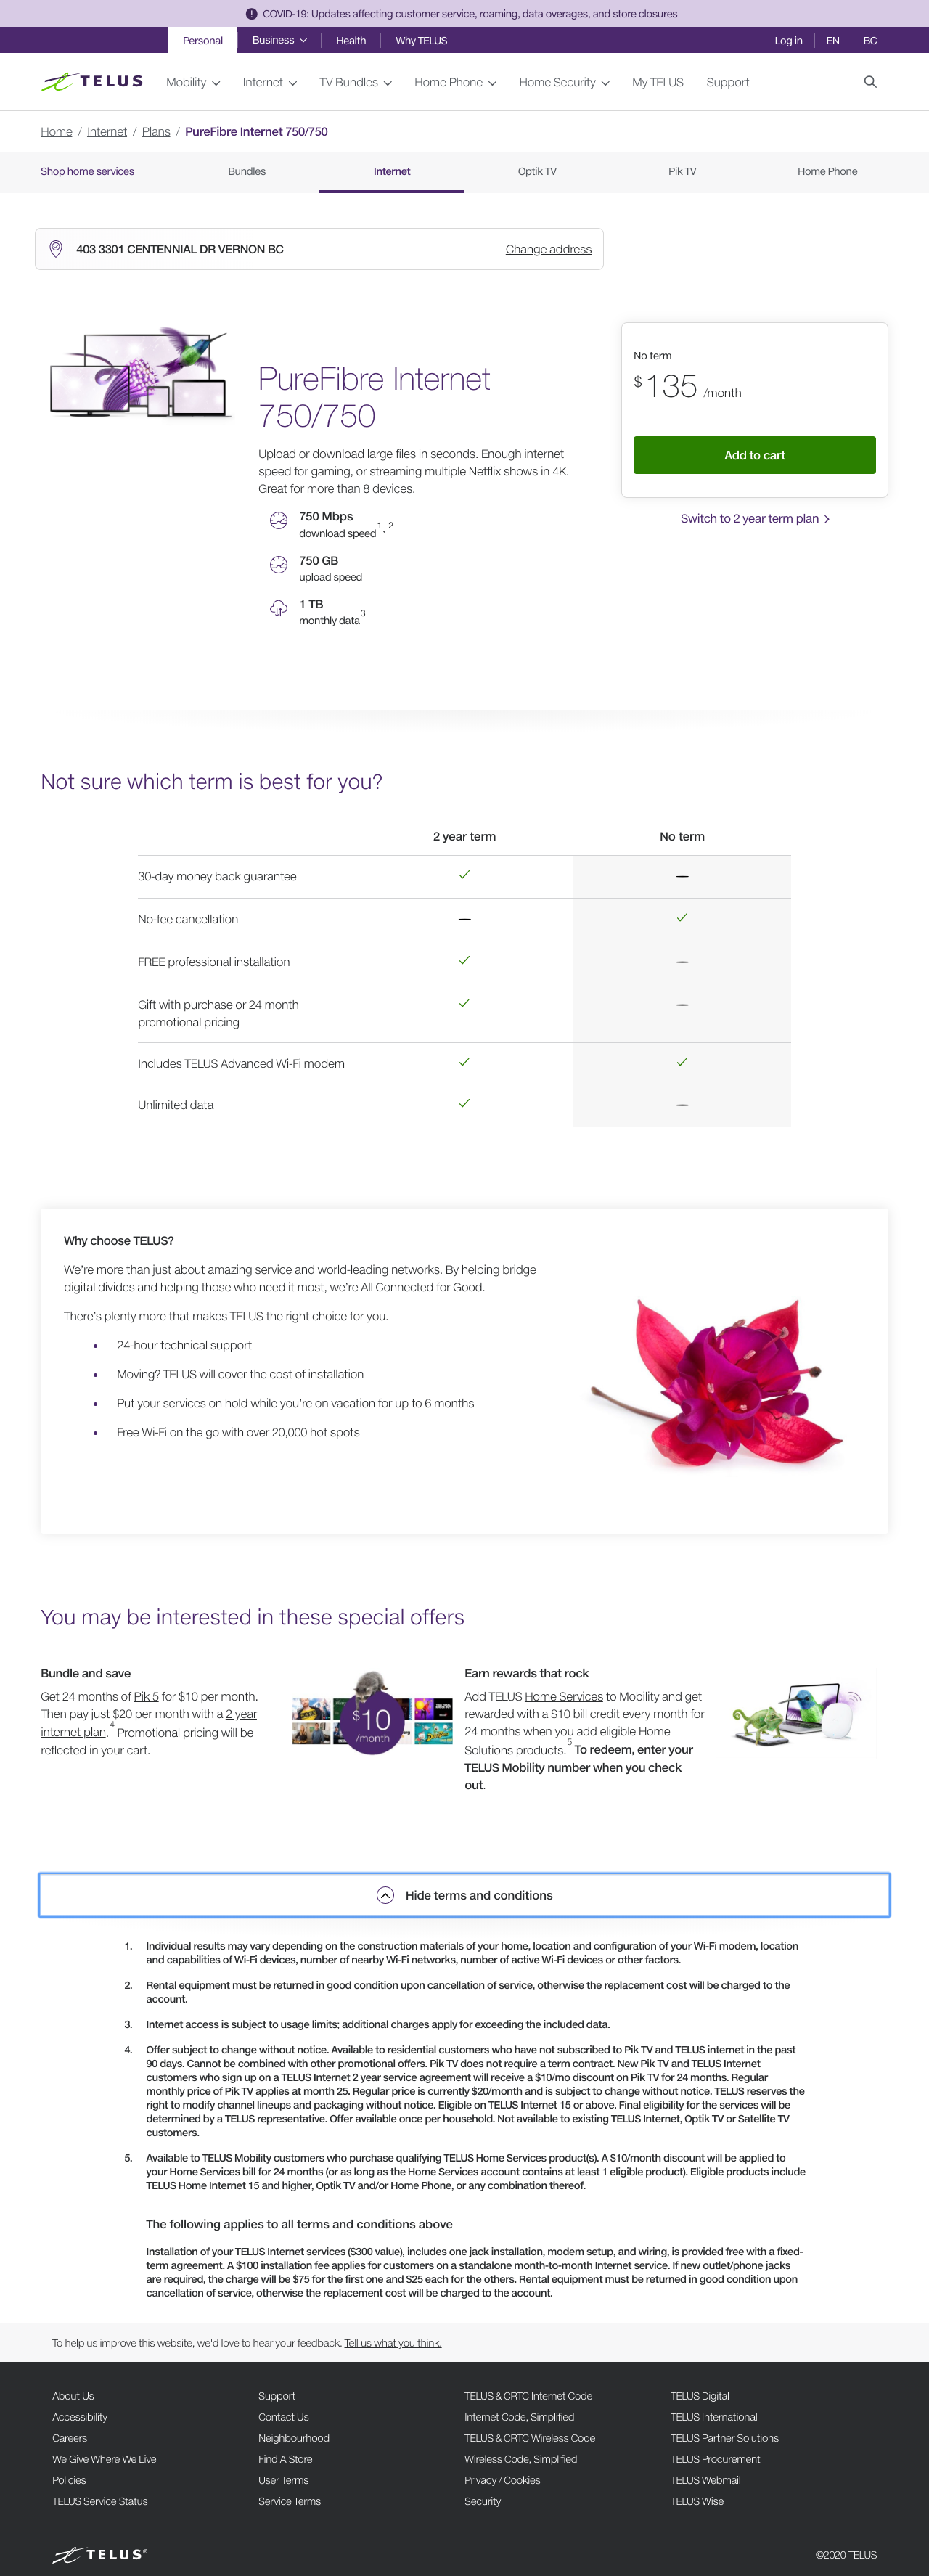 COVID-19: Updates affecting customer service, roaming, data overages, and store closures
Personal
Business
Health
Why TELUS
Log in
EN
BC
TELUS
Mobility
Internet
TV Bundles
Home Phone
Home Security
My TELUS
Support
Home / Internet / Plans / PureFibre Internet 750/750
Shop home services
Bundles
Internet
Optik TV
Pik TV
Home Phone
403 3301 CENTENNIAL DR VERNON BC
Change address
PureFibre Internet
750/750
Upload or download large files in seconds. Enough internet
speed for gaming, or streaming multiple Netflix shows in 4K.
Great for more than 8 devices.
750 Mbps
download speed1, 2
750 GB
upload speed
1 TB
monthly data3
No term
$135 /month
Add to cart
Switch to 2 year term plan
Not sure which term is best for you?
2 year term
No term
30-day money back guarantee
No-fee cancellation
FREE professional installation
Gift with purchase or 24 month
promotional pricing
Includes TELUS Advanced Wi-Fi modem
Unlimited data
Why choose TELUS?
We're more than just about amazing service and world-leading networks. By helping bridge
digital divides and helping those who need it most, we're All Connected for Good.
There's plenty more that makes TELUS the right choice for you.
• 24-hour technical support
• Moving? TELUS will cover the cost of installation
• Put your services on hold while you're on vacation for up to 6 months
• Free Wi-Fi on the go with over 20,000 hot spots
You may be interested in these special offers
Bundle and save
Get 24 months of Pik 5 for $10 per month.
Then pay just $20 per month with a 2 year
internet plan.4 Promotional pricing will be
reflected in your cart.
$10
/month
Earn rewards that rock
Add TELUS Home Services to Mobility and get
rewarded with a $10 bill credit every month for
24 months when you add eligible Home
Solutions products.5 To redeem, enter your
TELUS Mobility number when you check
out.
Hide terms and conditions
1. Individual results may vary depending on the construction materials of your home, location and configuration of your Wi-Fi modem, location
and capabilities of Wi-Fi devices, number of nearby Wi-Fi networks, number of active Wi-Fi devices or other factors.
2. Rental equipment must be returned in good condition upon cancellation of service, otherwise the replacement cost will be charged to the
account.
3. Internet access is subject to usage limits; additional charges apply for exceeding the included data.
4. Offer subject to change without notice. Available to residential customers who have not subscribed to Pik TV and TELUS internet in the past
90 days. Cannot be combined with other promotional offers. Pik TV does not require a term contract. New Pik TV and TELUS Internet
customers who sign up on a TELUS Internet 2 year service agreement will receive a $10/mo discount on Pik TV for 24 months. Regular
monthly price of Pik TV applies at month 25. Regular price is currently $20/month and is subject to change without notice. TELUS reserves the
right to modify channel lineups and packaging without notice. Eligible on TELUS Internet 15 or above. Final eligibility for the services will be
determined by a TELUS representative. Offer available once per household. Not available to existing TELUS Internet, Optik TV or Satellite TV
customers.
5. Available to TELUS Mobility customers who purchase qualifying TELUS Home Services product(s). A $10/month discount will be applied to
your Home Services bill for 24 months (or as long as the Home Services account contains at least 1 eligible product). Eligible products include
TELUS Home Internet 15 and higher, Optik TV and/or Home Phone, or any combination thereof.
The following applies to all terms and conditions above
Installation of your TELUS Internet services ($300 value), includes one jack installation, modem setup, and wiring, is provided free with a fixed-
term agreement. A $100 installation fee applies for customers on a standalone month-to-month Internet service. If new outlet/phone jacks
are required, the charge will be $75 for the first one and $25 each for the others. Rental equipment must be returned in good condition upon
cancellation of service, otherwise the replacement cost will be charged to the account.
To help us improve this website, we'd love to hear your feedback. Tell us what you think.
About Us
Accessibility
Careers
We Give Where We Live
Policies
TELUS Service Status
Support
Contact Us
Neighbourhood
Find A Store
User Terms
Service Terms
TELUS & CRTC Internet Code
Internet Code, Simplified
TELUS & CRTC Wireless Code
Wireless Code, Simplified
Privacy / Cookies
Security
TELUS Digital
TELUS International
TELUS Partner Solutions
TELUS Procurement
TELUS Webmail
TELUS Wise
TELUS®
©2020 TELUS